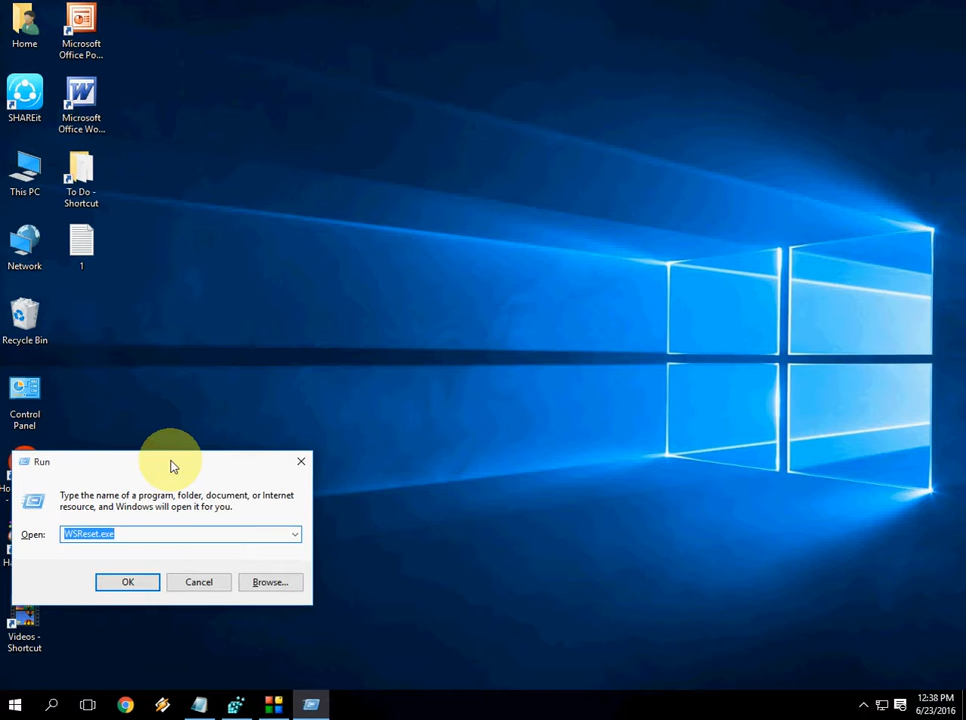 Home
Microsoft
Office Po...
SHAREit
Microsoft
Office Wo...
This PC
To Do -
Shortcut
Network
1
Recycle Bin
Control
Panel
Run
Type the name of a program, folder, document, or Internet
resource, and Windows will open it for you.
Open:
WSReset.exe
OK
Cancel
Browse...
Videos -
Shortcut
12:38 PM
6/23/2016